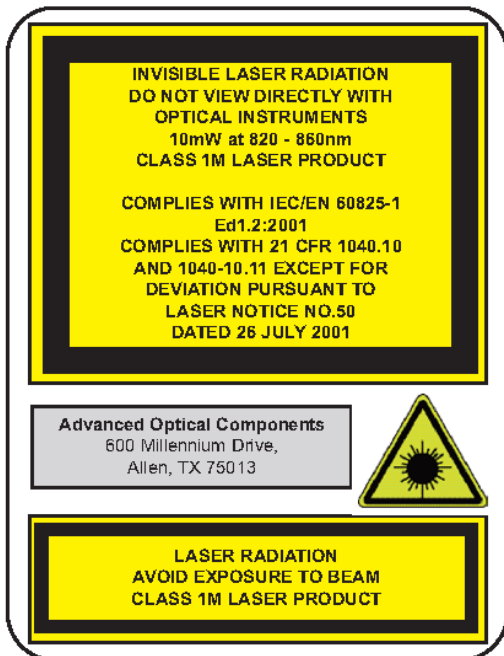 INVISIBLE LASER RADIATION
DO NOT VIEW DIRECTLY WITH
OPTICAL INSTRUMENTS
10mW at 820 - 860nm
CLASS 1M LASER PRODUCT
COMPLIES WITH IEC/EN 60825-1
Ed1.2:2001
COMPLIES WITH 21 CFR 1040.10
AND 1040-10.11 EXCEPT FOR
DEVIATION PURSUANT TO
LASER NOTICE NO.50
DATED 26 JULY 2001
Advanced Optical Components
600 Millennium Drive,
Allen, TX 75013
LASER RADIATION
AVOID EXPOSURE TO BEAM
CLASS 1M LASER PRODUCT